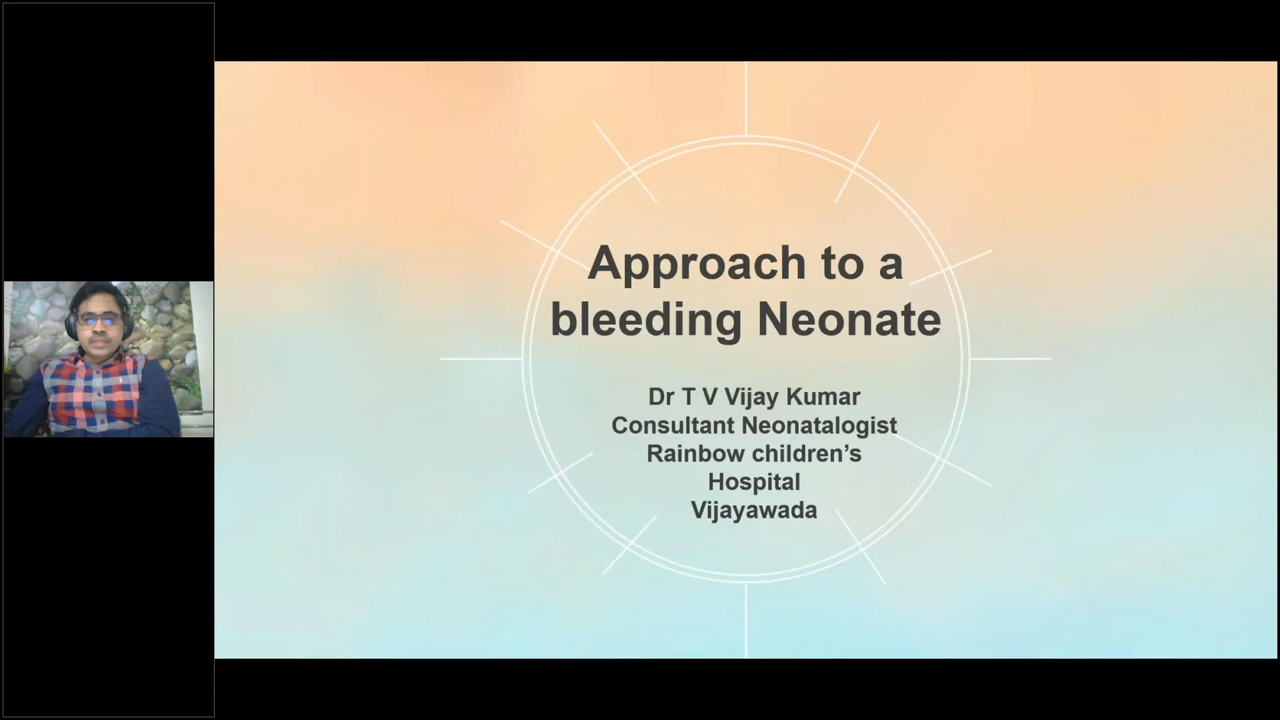 Approach to a
bleeding Neonate
Dr T V Vijay Kumar
Consultant Neonatalogist
Rainbow children’s
Hospital
Vijayawada